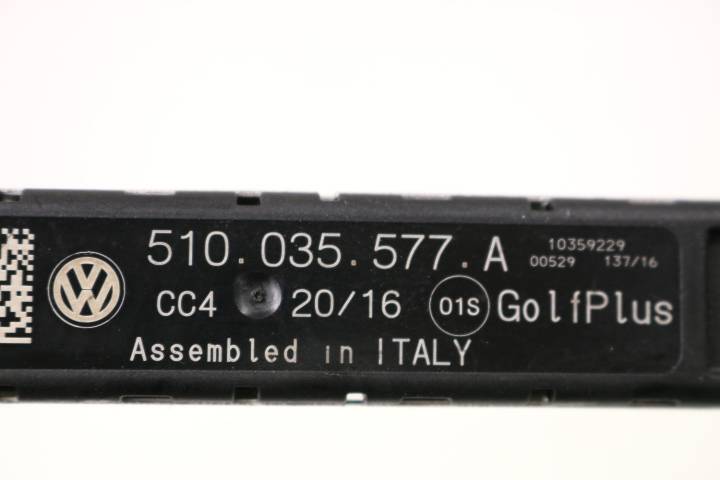 510.035.577.A
10359229
00529 137/16
CC4 20/16 01S GolfPlus
Assembled in ITALY